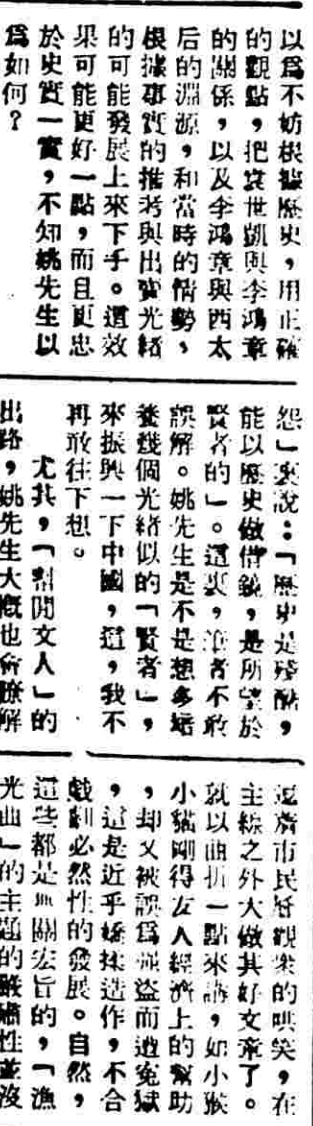 以爲不妨根據歷史，用正確
的觀點，把袁世凱與李鴻章
的關係，以及李鴻章與西太
后的淵源，和當時的情勢、
根據事實的推考與出賣光緒
的可能發展上來下手。這效
果可能更好一點，而且更忠
於史實一實，不知姚先生以
爲如何？
怨」裏說：「歷史是殘酷，
能以歷史做借鏡，是所望於
賢者的」。這裏，筆者不敢
誤解。姚先生是不是想多培
養幾個光緒似的「賢者」，
來振興一下中國，這，我不
再敢往下想。
尤其，「點閒文人」的
出路，姚先生大槪也會瞭解
迎着市民層觀衆的哄笑，在
主線之外大做其好文章了。
就以曲折一點來講，如小猴
小貓剛得友人經濟上的幫助
，却又被誤爲强盜而遭寃獄
，這是近乎矯揉造作，不合
戲劇必然性的發展。自然，
這些都是無關宏旨的，「漁
光曲」的主題的嚴肅性並沒